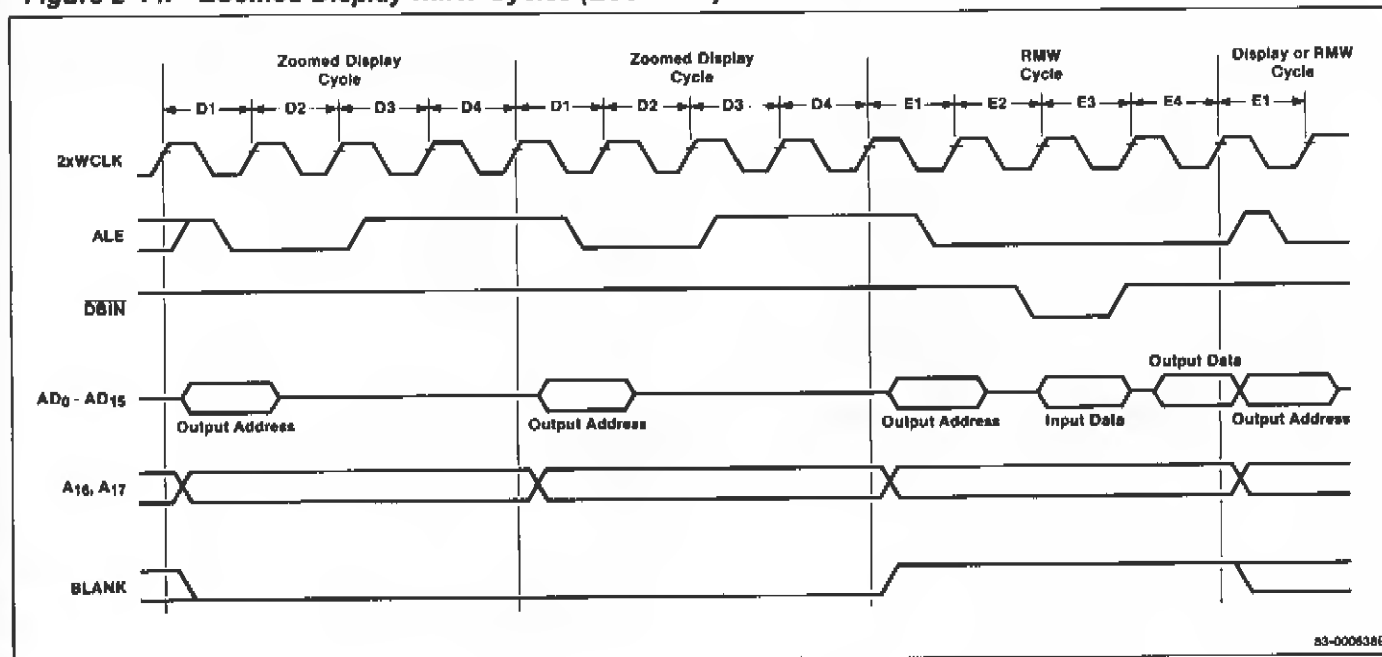 Zoomed Display
Cycle
Zoomed Display
Cycle
RMW
Cycle
Display or RMW
Cycle
D1 D2 D3 D4 D1 D2 D3 D4 E1 E2 E3 E4 E1
2xWCLK
ALE
DBIN
Output Data
AD0 - AD15
Output Address Output Address Output Address Input Data Output Address
A16, A17
BLANK